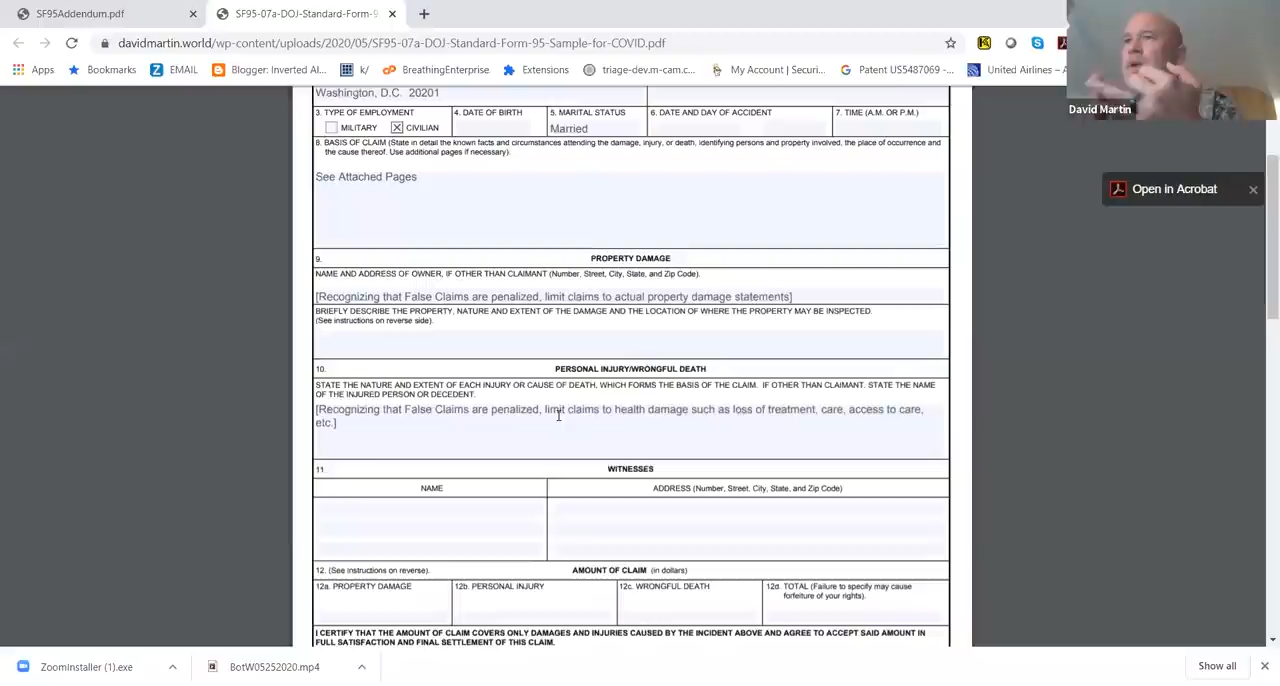 SF95Addendum.pdf
SF95-07a-DOJ-Standard-Form-9
davidmartin.world/wp-content/uploads/2020/05/SF95-07a-DOJ-Standard-Form-95-Sample-for-COVID.pdf
Apps Bookmarks EMAIL Blogger: Inverted Al... k/ BreathingEnterprise Extensions triage-dev.m-cam.c... My Account | Securi... Patent US5487069 -... United Airlines – A
David Martin
Open in Acrobat
Washington, D.C. 20201
3. TYPE OF EMPLOYMENT 4. DATE OF BIRTH 5. MARITAL STATUS 6. DATE AND DAY OF ACCIDENT 7. TIME (A.M. OR P.M.)
MILITARY CIVILIAN Married
8. BASIS OF CLAIM (State in detail the known facts and circumstances attending the damage, injury, or death, identifying persons and property involved, the place of occurrence and
the cause thereof. Use additional pages if necessary).
See Attached Pages
9. PROPERTY DAMAGE
NAME AND ADDRESS OF OWNER, IF OTHER THAN CLAIMANT (Number, Street, City, State, and Zip Code).
[Recognizing that False Claims are penalized, limit claims to actual property damage statements]
BRIEFLY DESCRIBE THE PROPERTY, NATURE AND EXTENT OF THE DAMAGE AND THE LOCATION OF WHERE THE PROPERTY MAY BE INSPECTED.
(See instructions on reverse side).
10. PERSONAL INJURY/WRONGFUL DEATH
STATE THE NATURE AND EXTENT OF EACH INJURY OR CAUSE OF DEATH, WHICH FORMS THE BASIS OF THE CLAIM. IF OTHER THAN CLAIMANT. STATE THE NAME
OF THE INJURED PERSON OR DECEDENT.
[Recognizing that False Claims are penalized, limit claims to health damage such as loss of treatment, care, access to care,
etc.]
11 WITNESSES
NAME ADDRESS (Number, Street, City, State, and Zip Code)
12. (See instructions on reverse). AMOUNT OF CLAIM (in dollars)
12a. PROPERTY DAMAGE 12b. PERSONAL INJURY 12c. WRONGFUL DEATH 12d. TOTAL (Failure to specify may cause
forfeiture of your rights).
I CERTIFY THAT THE AMOUNT OF CLAIM COVERS ONLY DAMAGES AND INJURIES CAUSED BY THE INCIDENT ABOVE AND AGREE TO ACCEPT SAID AMOUNT IN
FULL SATISFACTION AND FINAL SETTLEMENT OF THIS CLAIM.
ZoomInstaller (1).exe BotW05252020.mp4 Show all